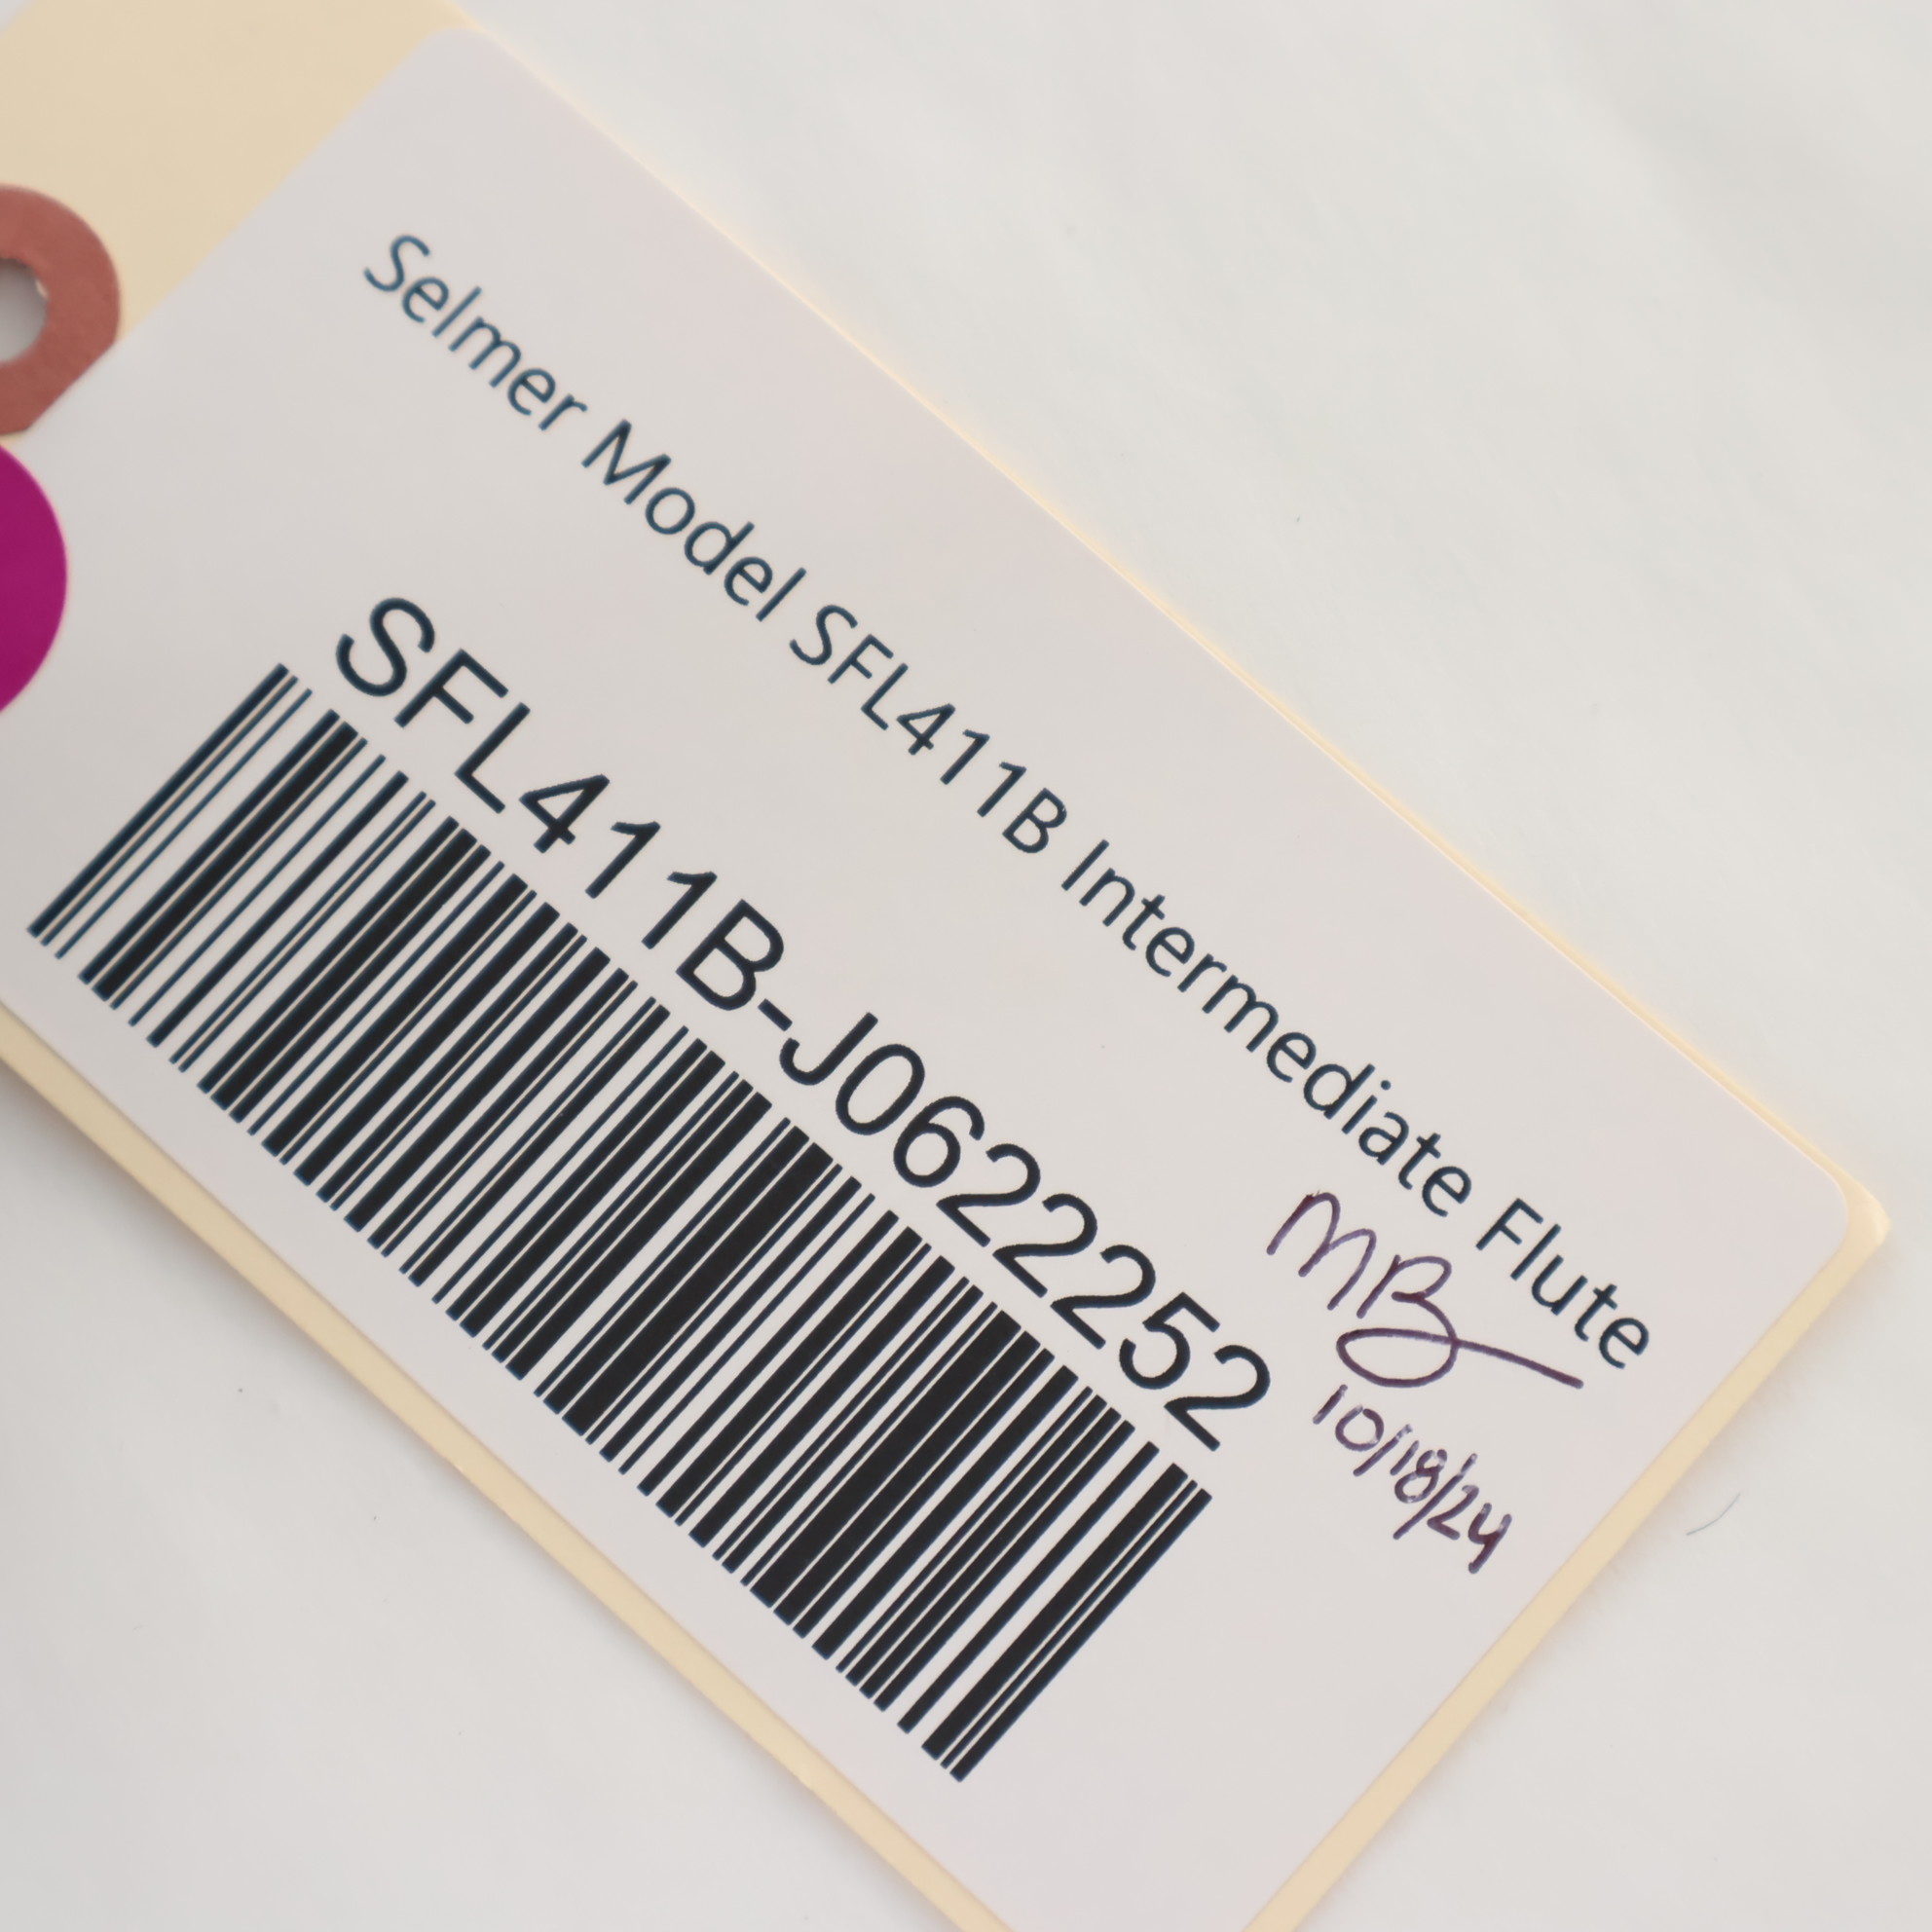 Selmer Model SFL411B Intermediate Flute
SFL411B-J0622252
MB
10/18/24